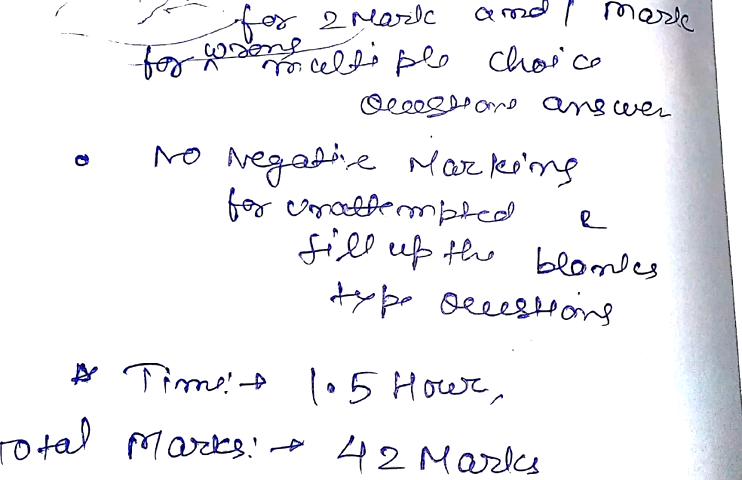 for 2 Mark and 1 Mark
for wrong multiple choice
Questions answer
• No Negative Marking
for unattempted &
fill up the blanks
type Questions
* Time:→ 1.5 Hour,
Total Marks:→ 42 Marks